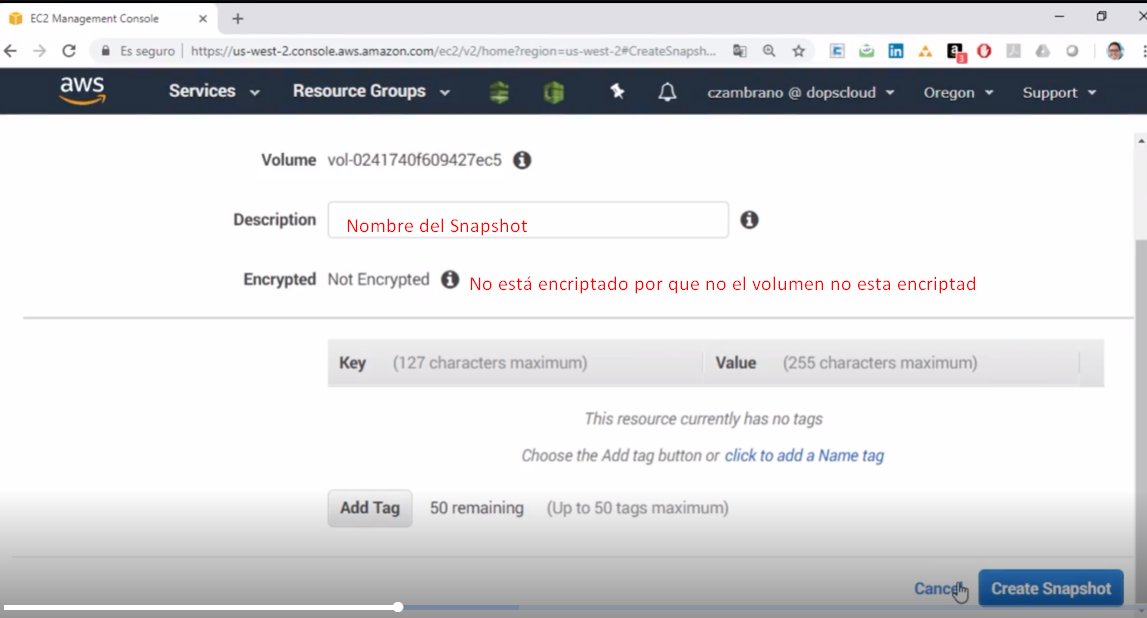 EC2 Management Console
Es seguro | https://us-west-2.console.aws.amazon.com/ec2/v2/home?region=us-west-2#CreateSnapsh...
aws Services Resource Groups czambrano @ dopscloud Oregon Support
Volume vol-0241740f609427ec5
Description Nombre del Snapshot
Encrypted Not Encrypted No está encriptado por que no el volumen no esta encriptad
Key (127 characters maximum) Value (255 characters maximum)
This resource currently has no tags
Choose the Add tag button or click to add a Name tag
Add Tag 50 remaining (Up to 50 tags maximum)
Cancel Create Snapshot